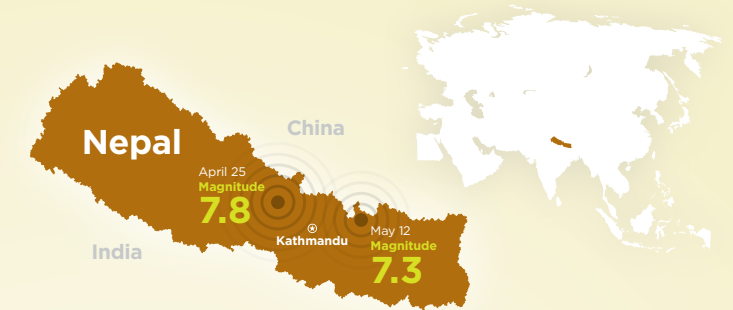 Nepal
China
April 25
Magnitude
7.8
Kathmandu
May 12
Magnitude
7.3
India